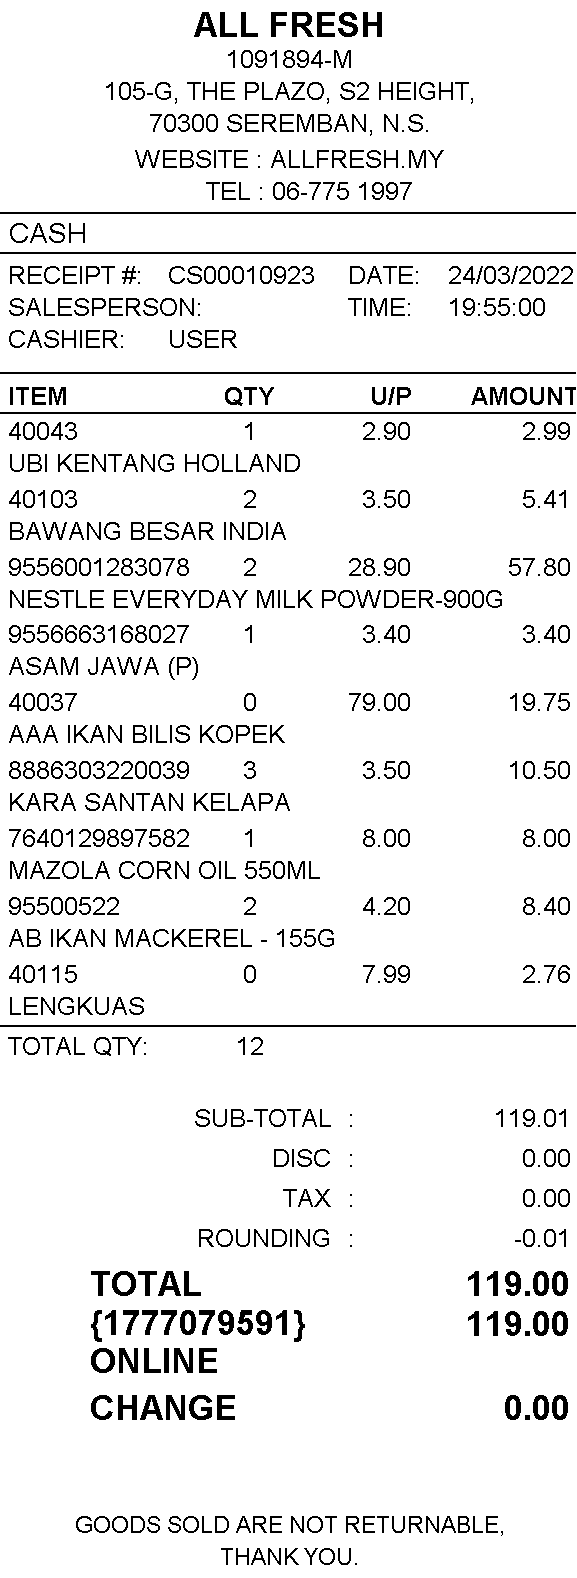 ALL FRESH
1091894-M
105-G, THE PLAZO, S2 HEIGHT,
70300 SEREMBAN, N.S.
WEBSITE : ALLFRESH.MY
TEL : 06-775 1997
CASH
RECEIPT #: CS00010923 DATE: 24/03/2022
SALESPERSON: TIME: 19:55:00
CASHIER: USER
ITEM QTY U/P AMOUNT
40043 1 2.90 2.99
UBI KENTANG HOLLAND
40103 2 3.50 5.41
BAWANG BESAR INDIA
9556001283078 2 28.90 57.80
NESTLE EVERYDAY MILK POWDER-900G
9556663168027 1 3.40 3.40
ASAM JAWA (P)
40037 0 79.00 19.75
AAA IKAN BILIS KOPEK
8886303220039 3 3.50 10.50
KARA SANTAN KELAPA
7640129897582 1 8.00 8.00
MAZOLA CORN OIL 550ML
95500522 2 4.20 8.40
AB IKAN MACKEREL - 155G
40115 0 7.99 2.76
LENGKUAS
TOTAL QTY: 12
SUB-TOTAL : 119.01
DISC : 0.00
TAX : 0.00
ROUNDING : -0.01
TOTAL 119.00
{1777079591} 119.00
ONLINE
CHANGE 0.00
GOODS SOLD ARE NOT RETURNABLE,
THANK YOU.